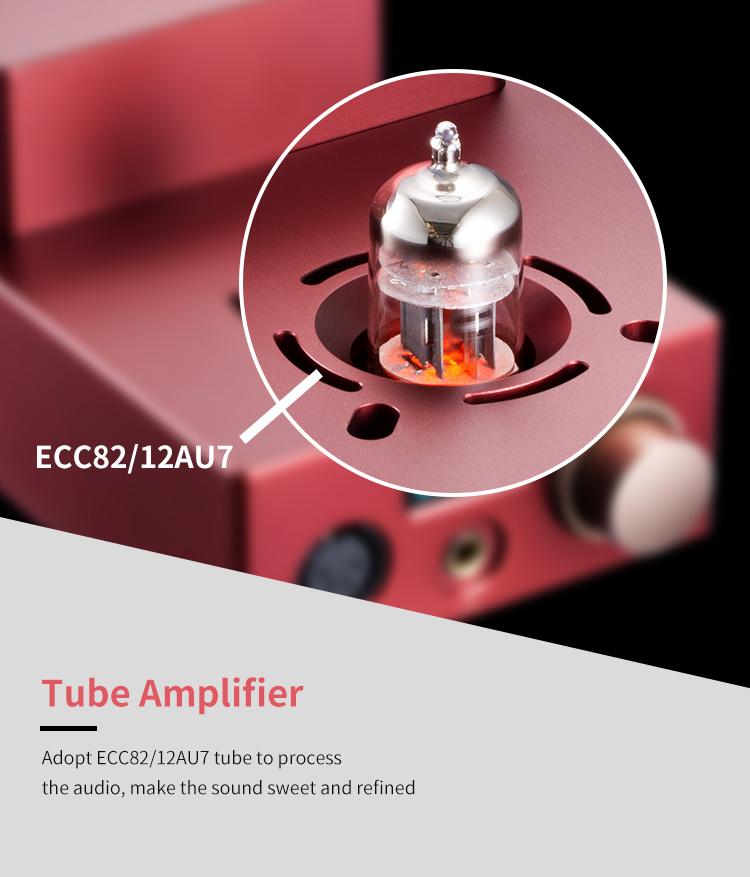 ECC82/12AU7
Tube Amplifier
Adopt ECC82/12AU7 tube to process
the audio, make the sound sweet and refined